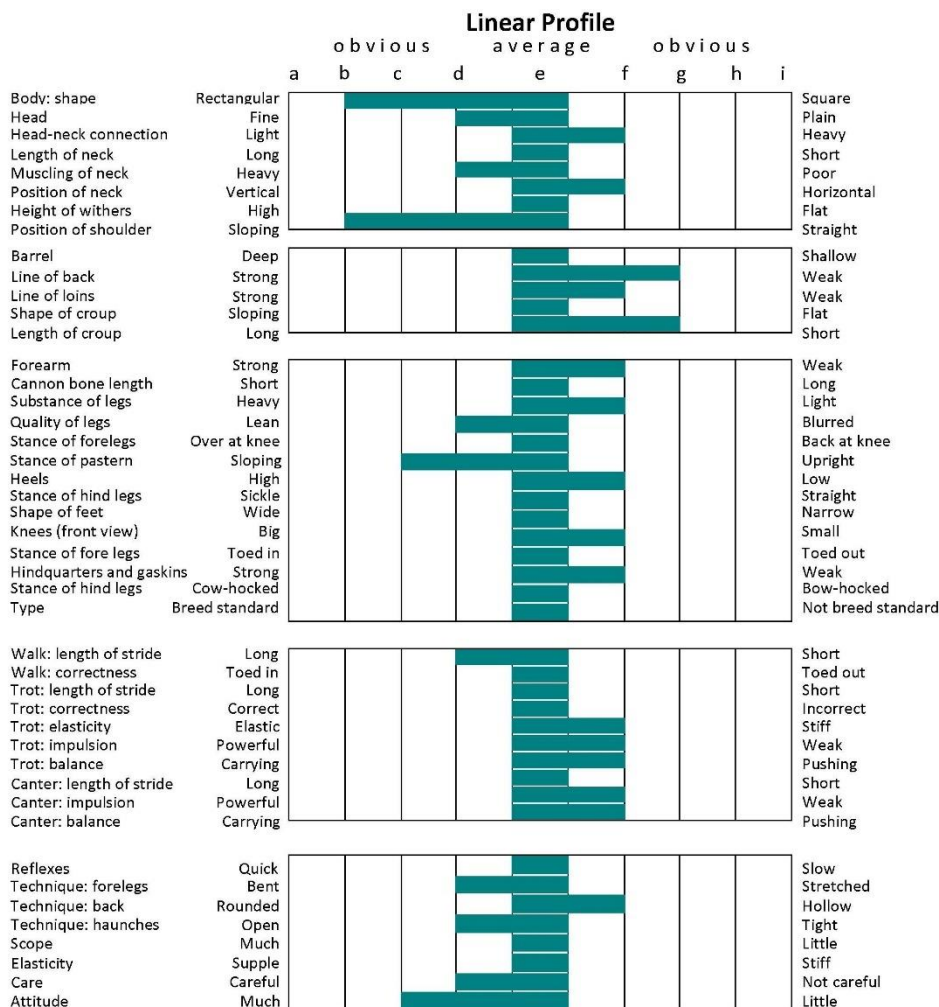 Linear Profile
obvious average obvious
a b c d e f g h i
Body: shape Rectangular Square
Head Fine Plain
Head-neck connection Light Heavy
Length of neck Long Short
Muscling of neck Heavy Poor
Position of neck Vertical Horizontal
Height of withers High Flat
Position of shoulder Sloping Straight
Barrel Deep Shallow
Line of back Strong Weak
Line of loins Strong Weak
Shape of croup Sloping Flat
Length of croup Long Short
Forearm Strong Weak
Cannon bone length Short Long
Substance of legs Heavy Light
Quality of legs Lean Blurred
Stance of forelegs Over at knee Back at knee
Stance of pastern Sloping Upright
Heels High Low
Stance of hind legs Sickle Straight
Shape of feet Wide Narrow
Knees (front view) Big Small
Stance of fore legs Toed in Toed out
Hindquarters and gaskins Strong Weak
Stance of hind legs Cow-hocked Bow-hocked
Type Breed standard Not breed standard
Walk: length of stride Long Short
Walk: correctness Toed in Toed out
Trot: length of stride Long Short
Trot: correctness Correct Incorrect
Trot: elasticity Elastic Stiff
Trot: impulsion Powerful Weak
Trot: balance Carrying Pushing
Canter: length of stride Long Short
Canter: impulsion Powerful Weak
Canter: balance Carrying Pushing
Reflexes Quick Slow
Technique: forelegs Bent Stretched
Technique: back Rounded Hollow
Technique: haunches Open Tight
Scope Much Little
Elasticity Supple Stiff
Care Careful Not careful
Attitude Much Little